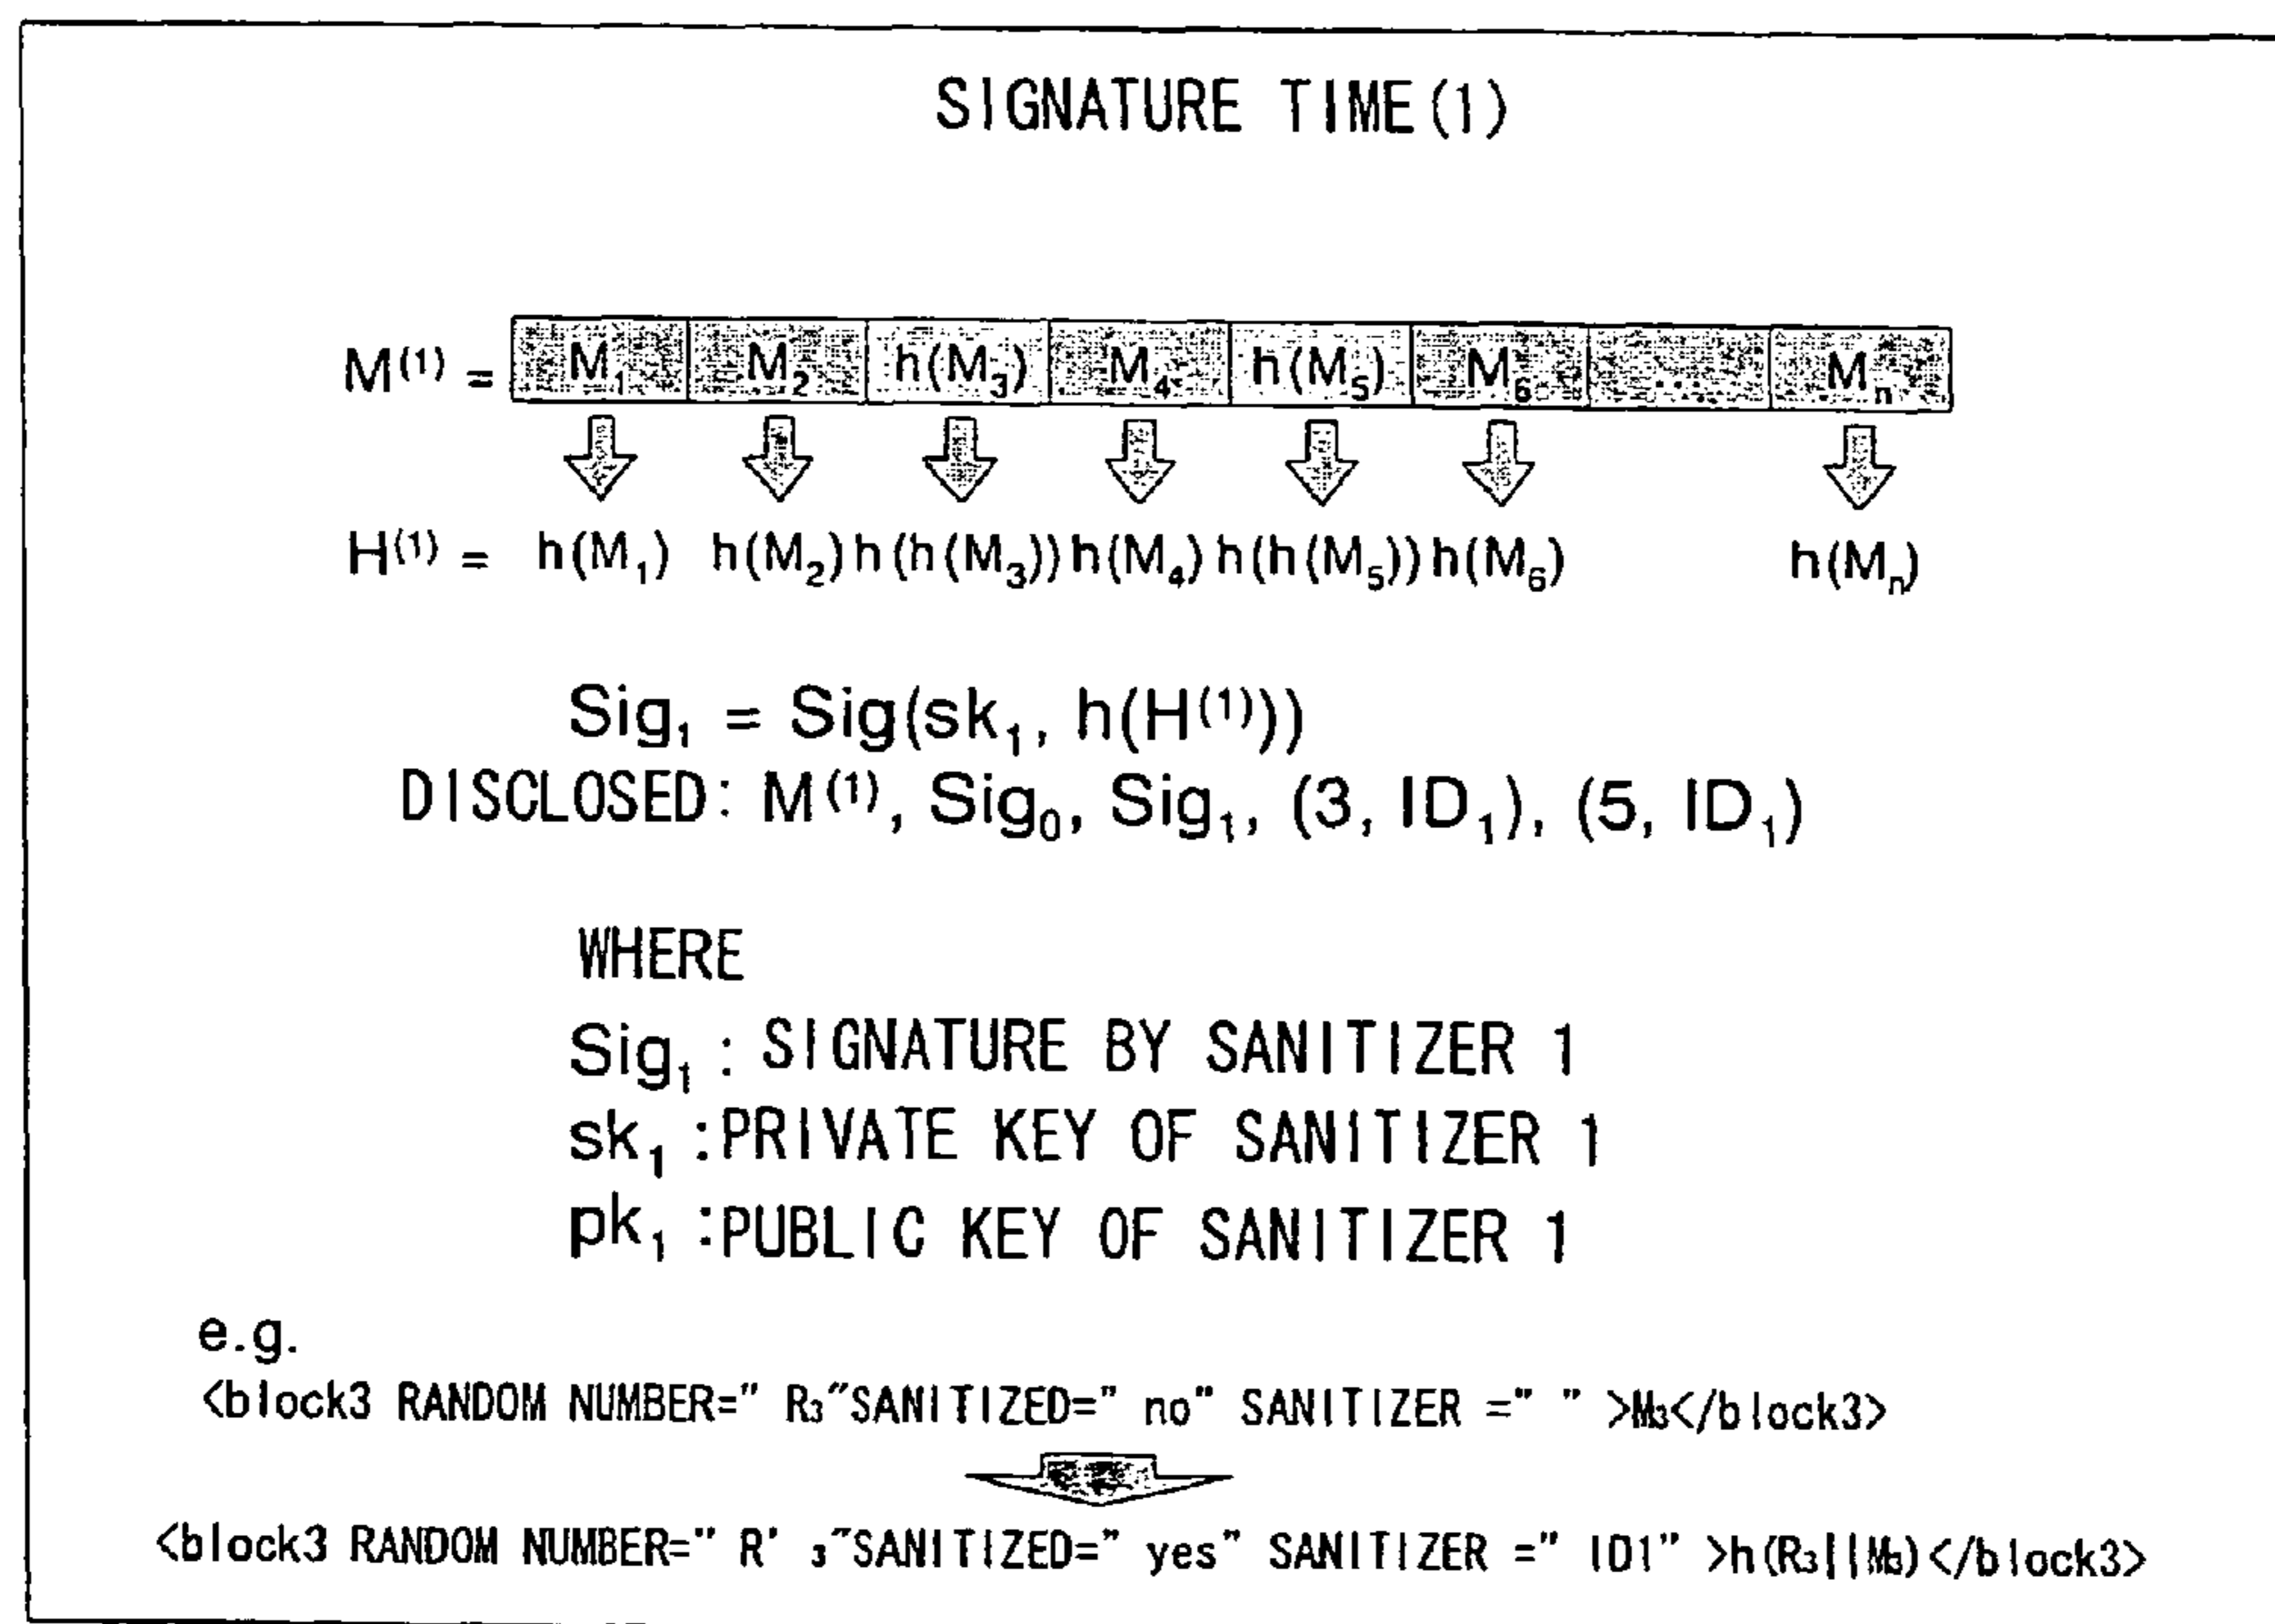 SIGNATURE TIME(1)
M⁽¹⁾ = M₁ M₂ h(M₃) M₄ h(M₅) M₆ .... Mₙ
H⁽¹⁾ = h(M₁) h(M₂) h(h(M₃)) h(M₄) h(h(M₅)) h(M₆) h(Mₙ)
Sig₁ = Sig(sk₁, h(H⁽¹⁾))
DISCLOSED: M⁽¹⁾, Sig₀, Sig₁, (3, ID₁), (5, ID₁)
WHERE
Sig₁ : SIGNATURE BY SANITIZER 1
sk₁ :PRIVATE KEY OF SANITIZER 1
pk₁ :PUBLIC KEY OF SANITIZER 1
e.g.
<block3 RANDOM NUMBER=" R₃"SANITIZED=" no" SANITIZER =" " >M₃</block3>
<block3 RANDOM NUMBER=" R' ₃"SANITIZED=" yes" SANITIZER =" ID1" >h(R₃||M₃)</block3>